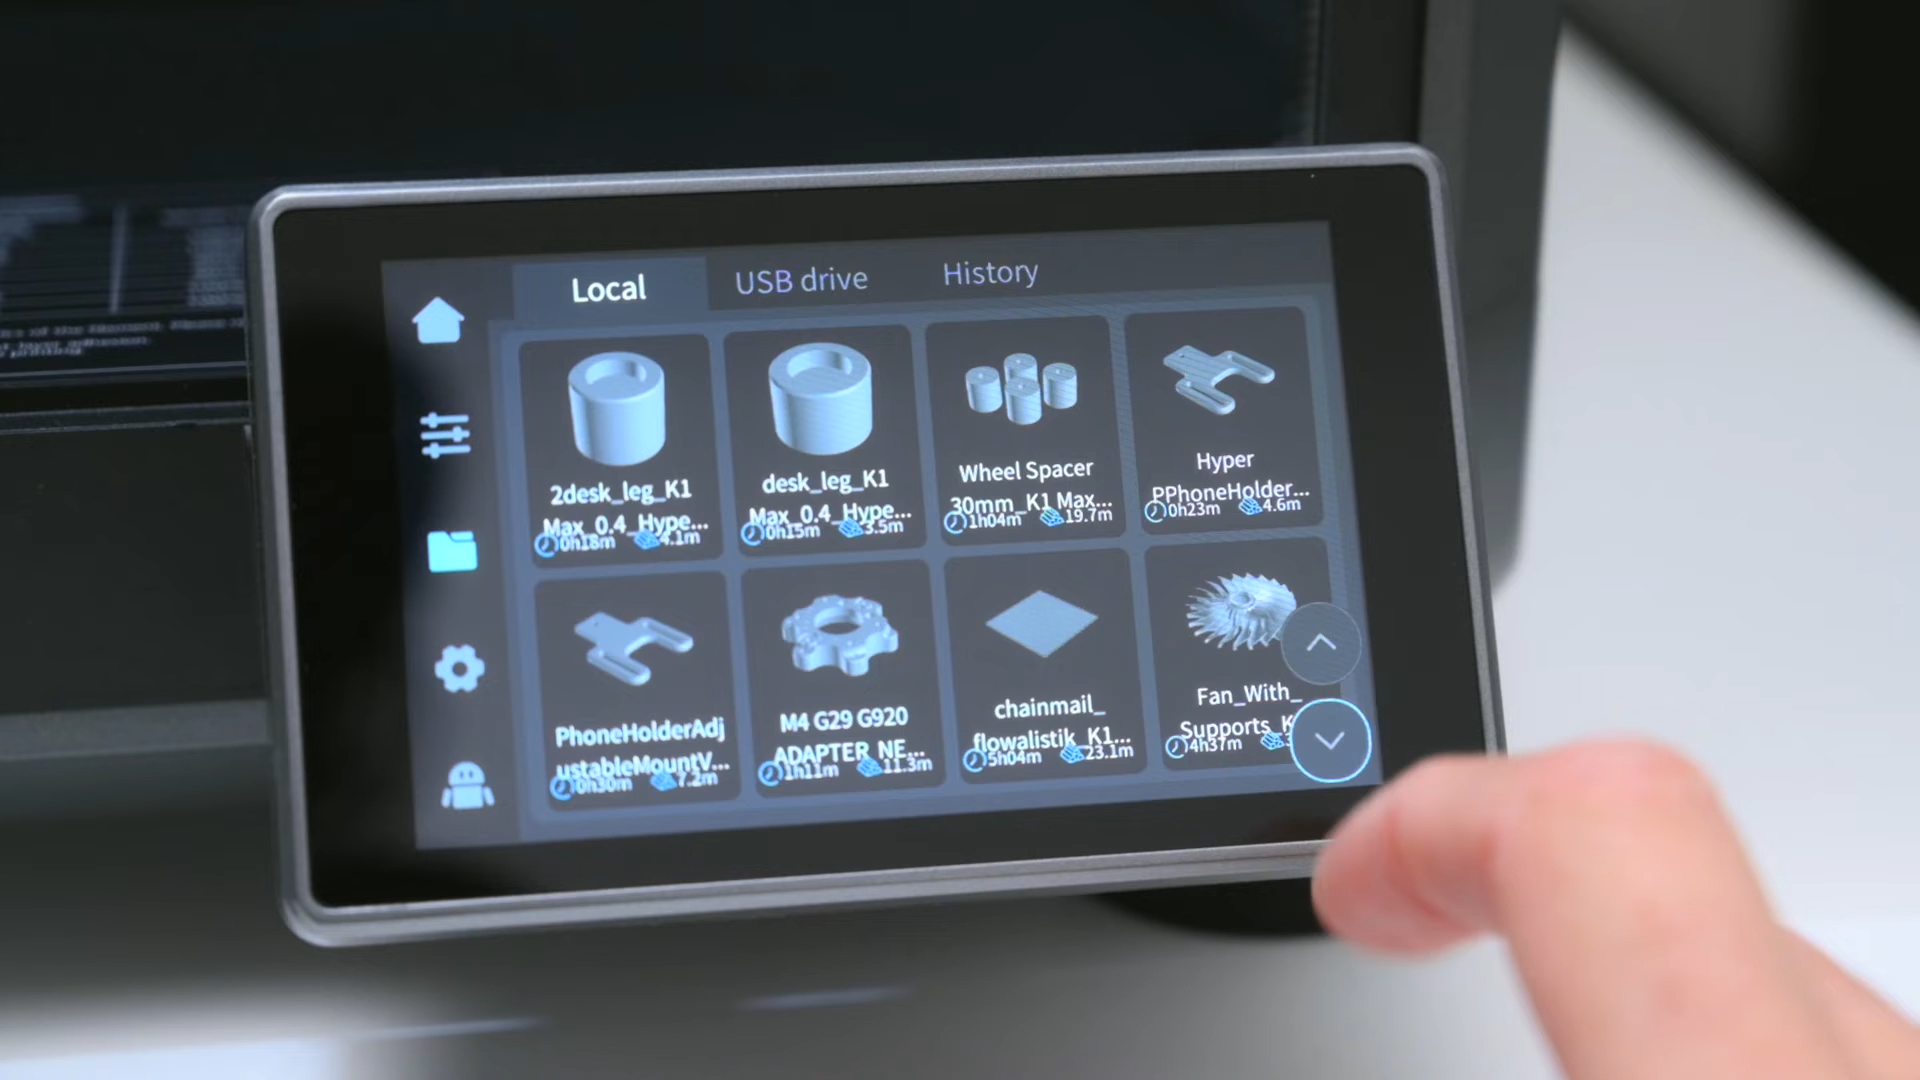 Local
USB drive
History
2desk_leg_K1
Max_0.4_Hype...
0h18m 4.1m
desk_leg_K1
Max_0.4_Hype...
0h15m 3.5m
Wheel Spacer
30mm_K1 Max...
1h04m 19.7m
Hyper
PPhoneHolder...
0h23m 4.6m
PhoneHolderAdj
ustableMountV...
0h30m 7.2m
M4 G29 G920
ADAPTER NE...
1h11m 11.3m
chainmail_
flowalistik_K1...
5h04m 23.1m
Fan_With_
Supports_K
4h37m